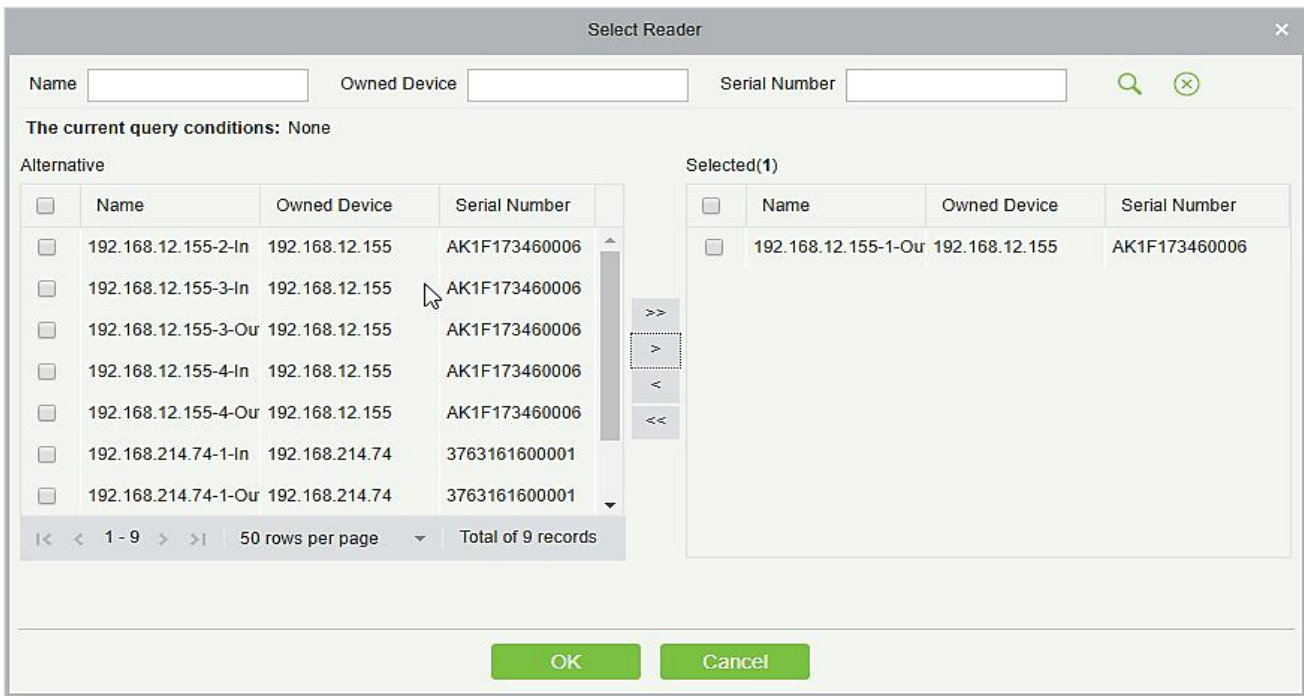 Select Reader ×
Name Owned Device Serial Number
The current query conditions: None
Alternative
Selected(1)
Name Owned Device Serial Number
192.168.12.155-2-In 192.168.12.155 AK1F173460006
192.168.12.155-3-In 192.168.12.155 AK1F173460006
192.168.12.155-3-Ou 192.168.12.155 AK1F173460006
192.168.12.155-4-In 192.168.12.155 AK1F173460006
192.168.12.155-4-Ou 192.168.12.155 AK1F173460006
192.168.214.74-1-In 192.168.214.74 3763161600001
192.168.214.74-1-Ou 192.168.214.74 3763161600001
|< < 1 - 9 > >| 50 rows per page Total of 9 records
>>
>
<
<<
Name Owned Device Serial Number
192.168.12.155-1-Ou 192.168.12.155 AK1F173460006
OK Cancel